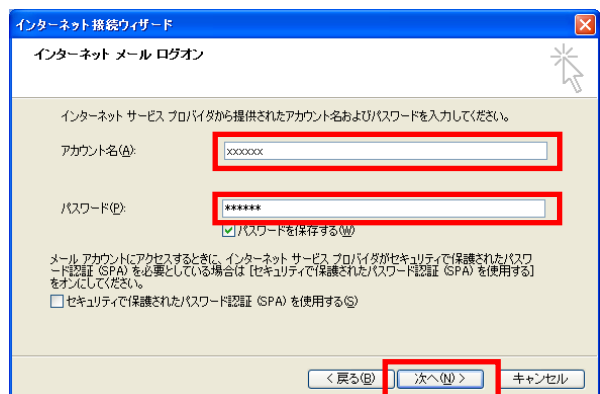 インターネット接続ウィザード
インターネット メール ログオン
インターネット サービス プロバイダから提供されたアカウント名およびパスワードを入力してください。
アカウント名(A):
xxxxxx
パスワード(P):
******
パスワードを保存する(W)
メール アカウントにアクセスするときに、インターネット サービス プロバイダがセキュリティで保護されたパスワ
ード認証 (SPA) を必要としている場合は [セキュリティで保護されたパスワード認証 (SPA) を使用する]
をオンにしてください。
セキュリティで保護されたパスワード認証 (SPA) を使用する(S)
< 戻る(B)
次へ(N) >
キャンセル